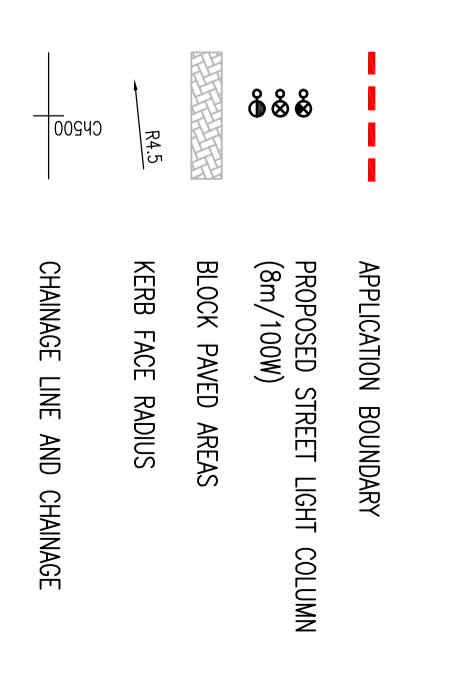 APPLICATION BOUNDARY
PROPOSED STREET LIGHT COLUMN
(8m/100W)
BLOCK PAVED AREAS
R4.5
KERB FACE RADIUS
Ch500
CHAINAGE LINE AND CHAINAGE